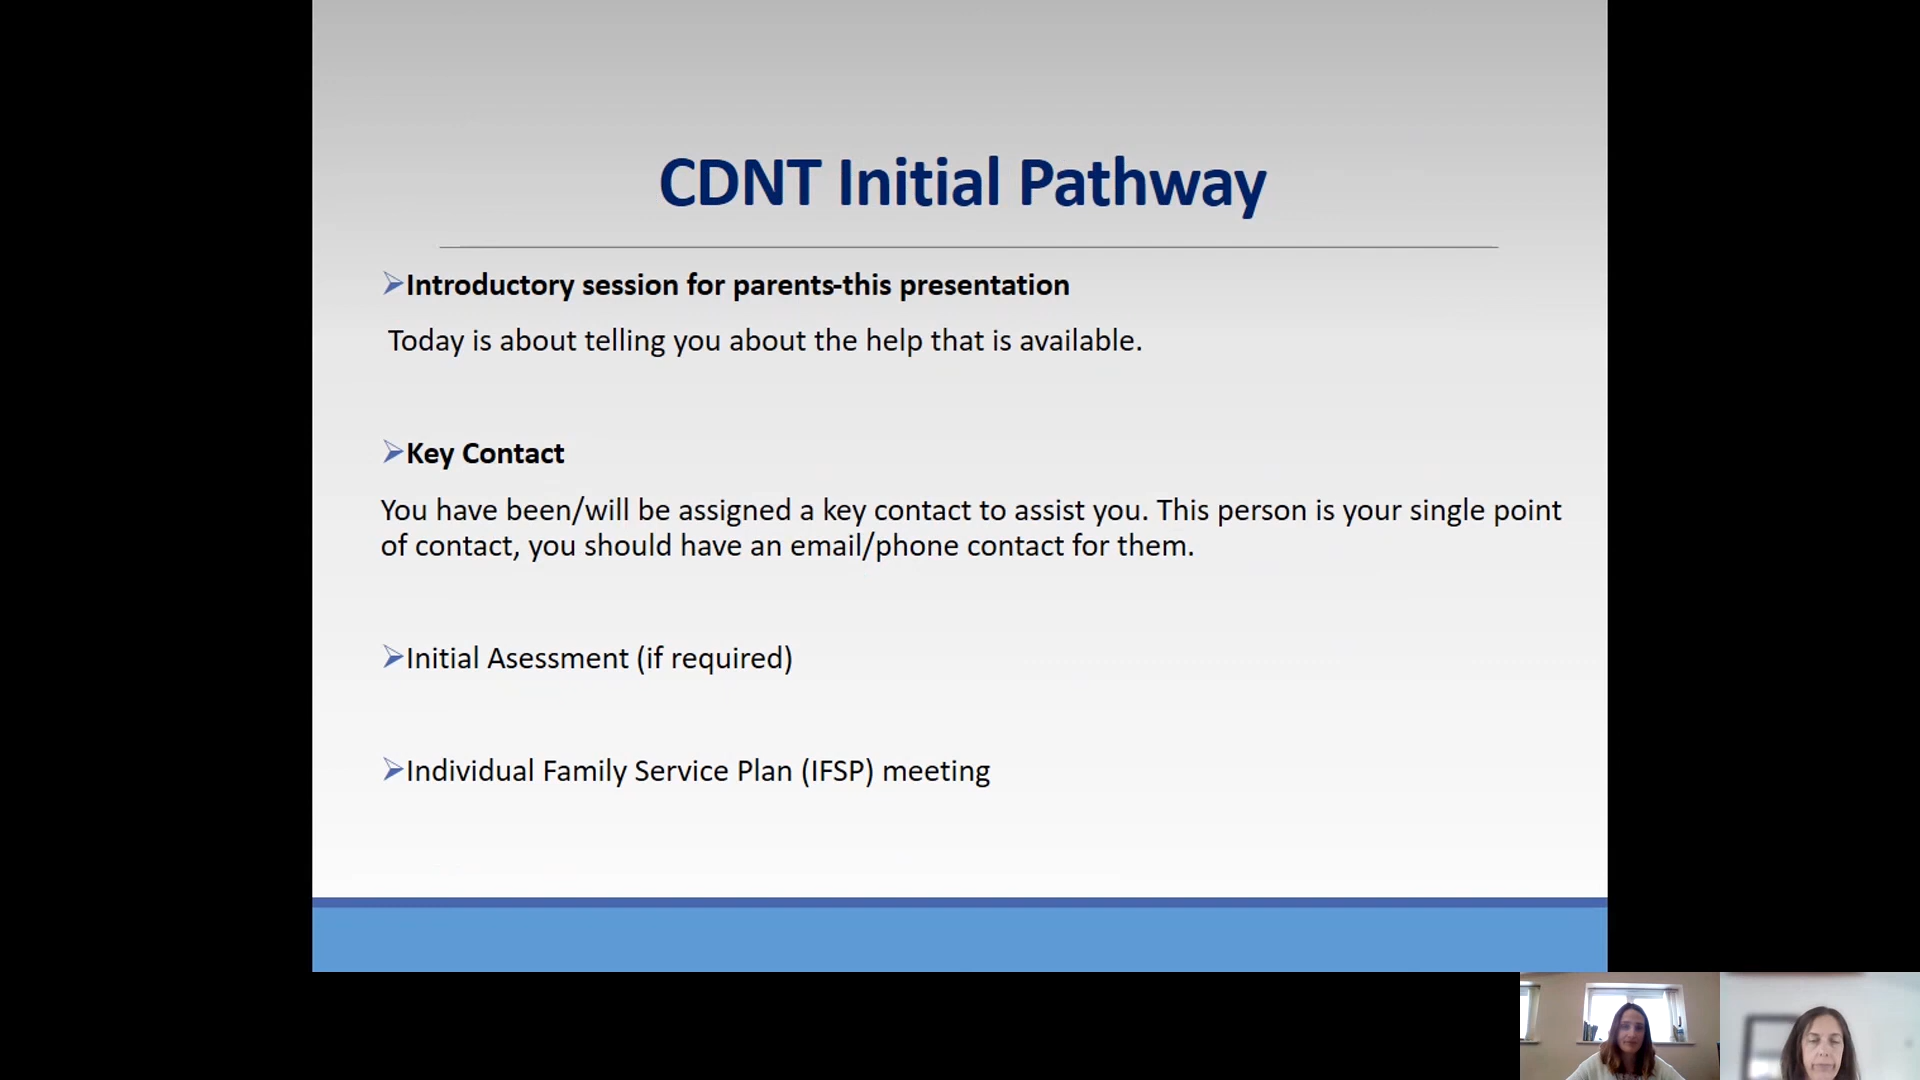 CDNT Initial Pathway
Introductory session for parents-this presentation
Today is about telling you about the help that is available.
Key Contact
You have been/will be assigned a key contact to assist you. This person is your single point
of contact, you should have an email/phone contact for them.
Initial Asessment (if required)
Individual Family Service Plan (IFSP) meeting